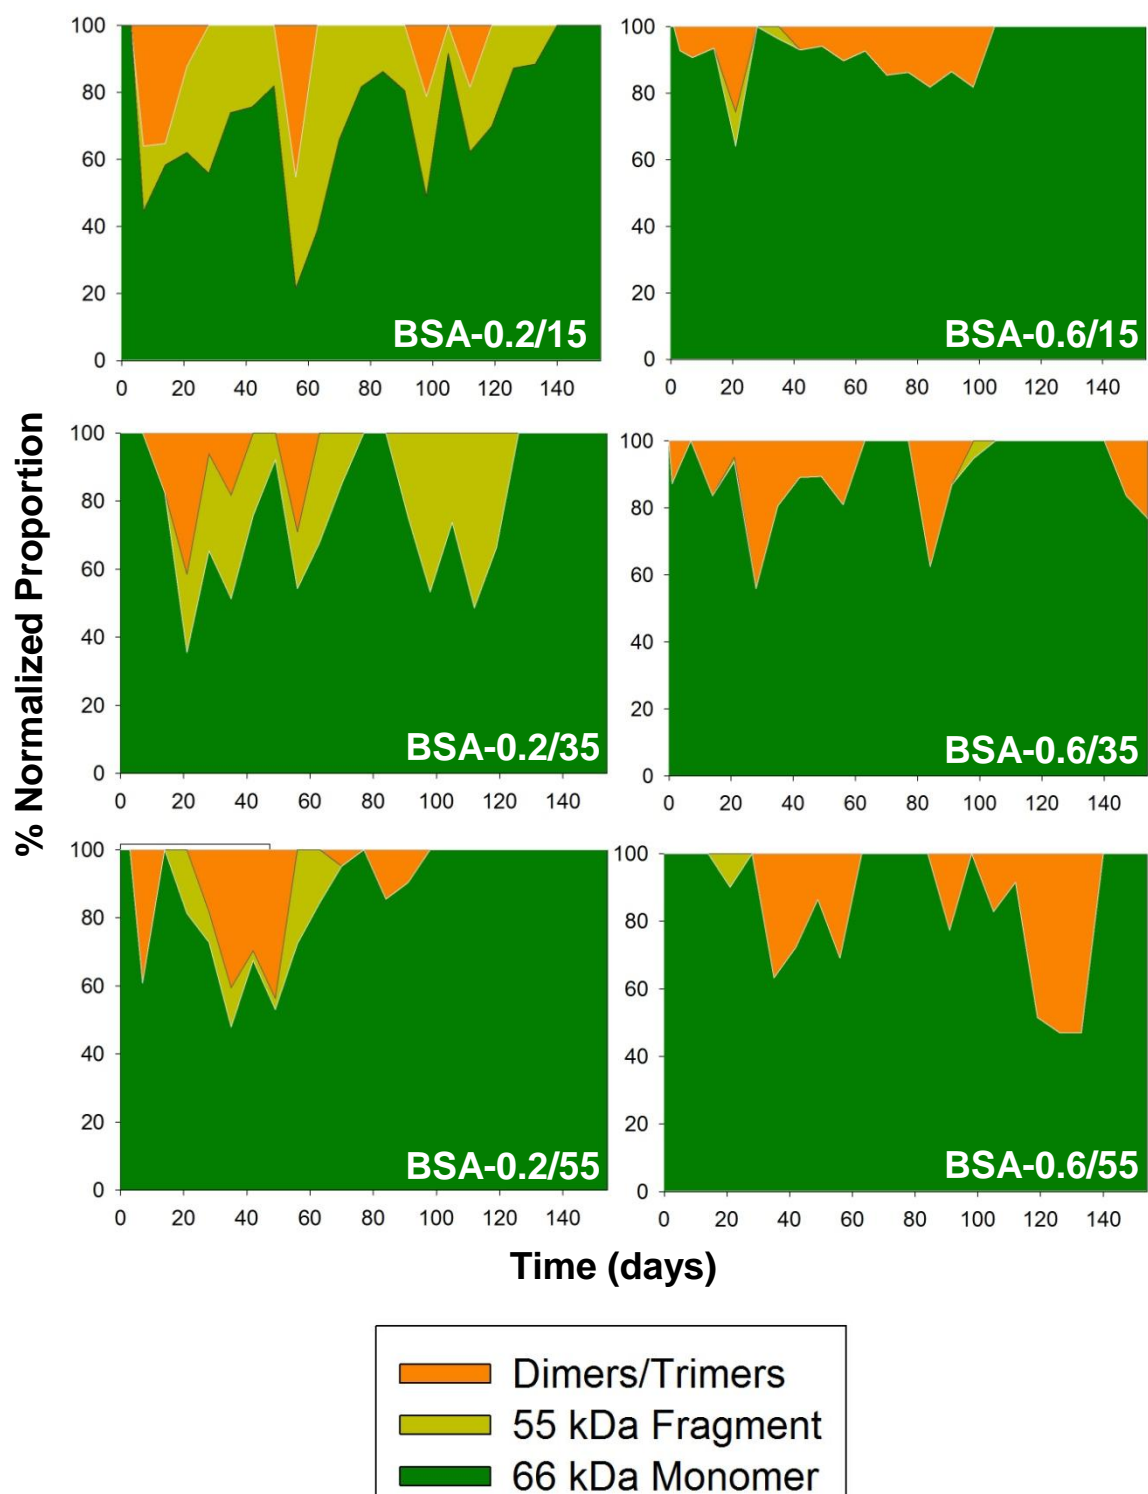 100
80
60
40
20
0
BSA-0.2/15
0 20 40 60 80 100 120 140
100
80
60
40
20
0
BSA-0.6/15
0 20 40 60 80 100 120 140
% Normalized Proportion
100
80
60
40
20
0
BSA-0.2/35
0 20 40 60 80 100 120 140
100
80
60
40
20
0
BSA-0.6/35
0 20 40 60 80 100 120 140
100
80
60
40
20
0
BSA-0.2/55
0 20 40 60 80 100 120 140
100
80
60
40
20
0
BSA-0.6/55
0 20 40 60 80 100 120 140
Time (days)
Dimers/Trimers
55 kDa Fragment
66 kDa Monomer